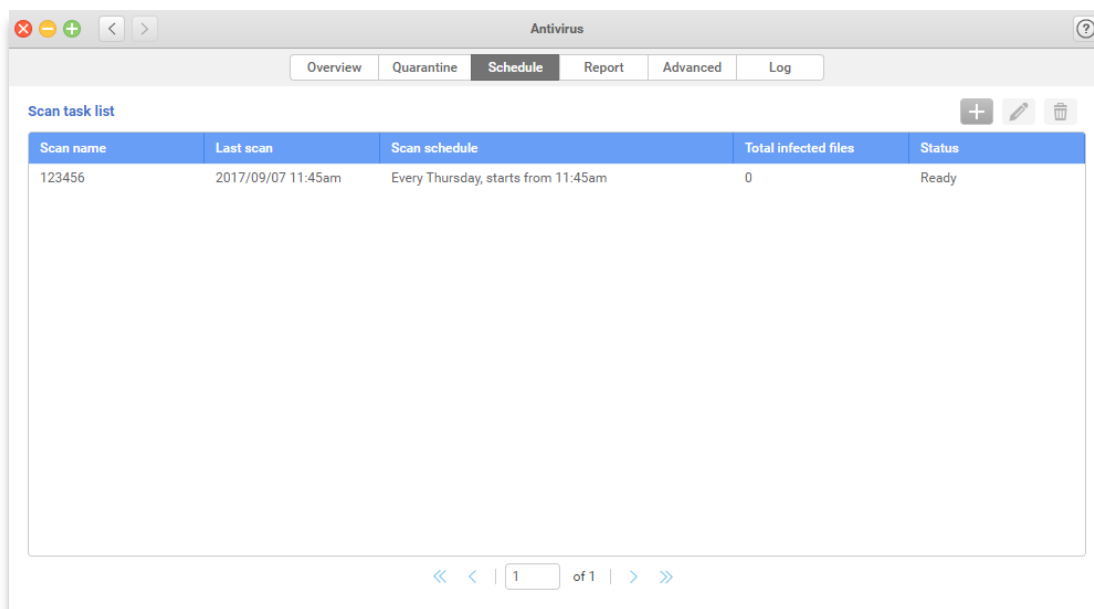 Antivirus
Overview Quarantine Schedule Report Advanced Log
Scan task list
Scan name Last scan Scan schedule Total infected files Status
123456 2017/09/07 11:45am Every Thursday, starts from 11:45am 0 Ready
1 of 1